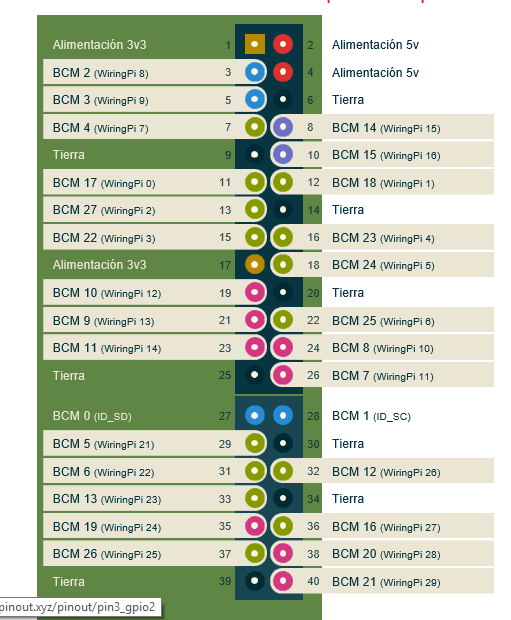 Alimentación 3v3 1 2 Alimentación 5v
BCM 2 (WiringPi 8) 3 4 Alimentación 5v
BCM 3 (WiringPi 9) 5 6 Tierra
BCM 4 (WiringPi 7) 7 8 BCM 14 (WiringPi 15)
Tierra 9 10 BCM 15 (WiringPi 16)
BCM 17 (WiringPi 0) 11 12 BCM 18 (WiringPi 1)
BCM 27 (WiringPi 2) 13 14 Tierra
BCM 22 (WiringPi 3) 15 16 BCM 23 (WiringPi 4)
Alimentación 3v3 17 18 BCM 24 (WiringPi 5)
BCM 10 (WiringPi 12) 19 20 Tierra
BCM 9 (WiringPi 13) 21 22 BCM 25 (WiringPi 6)
BCM 11 (WiringPi 14) 23 24 BCM 8 (WiringPi 10)
Tierra 25 26 BCM 7 (WiringPi 11)
BCM 0 (ID_SD) 27 28 BCM 1 (ID_SC)
BCM 5 (WiringPi 21) 29 30 Tierra
BCM 6 (WiringPi 22) 31 32 BCM 12 (WiringPi 26)
BCM 13 (WiringPi 23) 33 34 Tierra
BCM 19 (WiringPi 24) 35 36 BCM 16 (WiringPi 27)
BCM 26 (WiringPi 25) 37 38 BCM 20 (WiringPi 28)
Tierra 39 40 BCM 21 (WiringPi 29)
pinout.xyz/pinout/pin3_gpio2